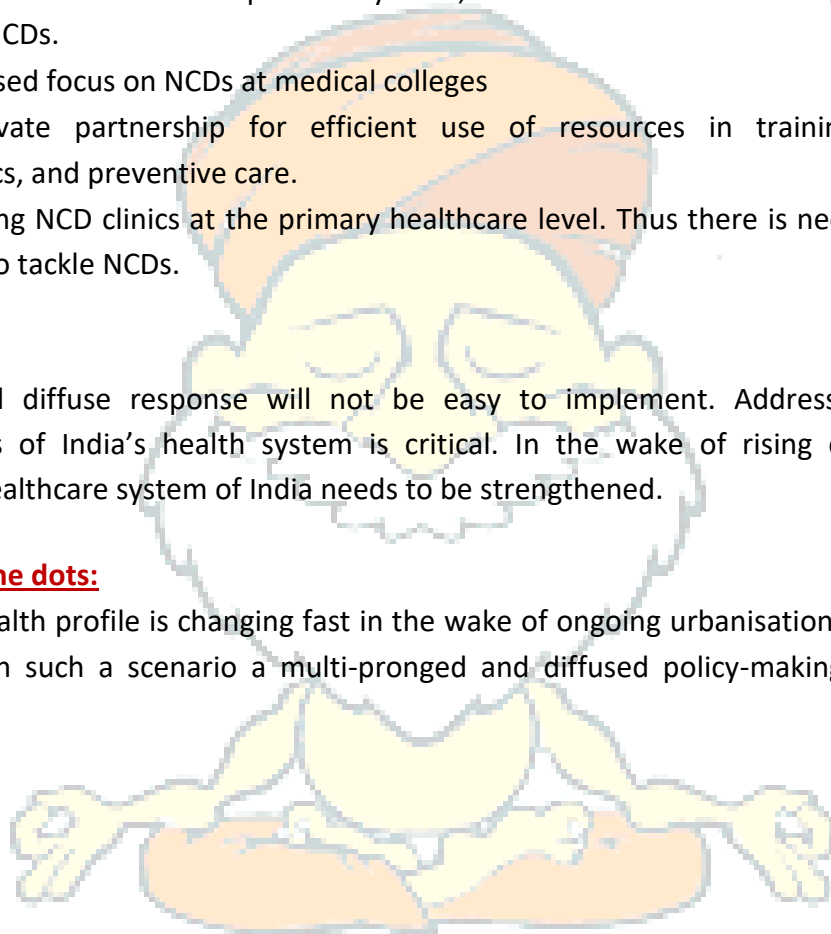 CDs.
sed focus on NCDs at medical colleges
vate partnership for efficient use of resources in trainin
cs, and preventive care.
ng NCD clinics at the primary healthcare level. Thus there is nee
o tackle NCDs.
l diffuse response will not be easy to implement. Address
s of India’s health system is critical. In the wake of rising
ealthcare system of India needs to be strengthened.
he dots:
alth profile is changing fast in the wake of ongoing urbanisation
n such a scenario a multi-pronged and diffused policy-making